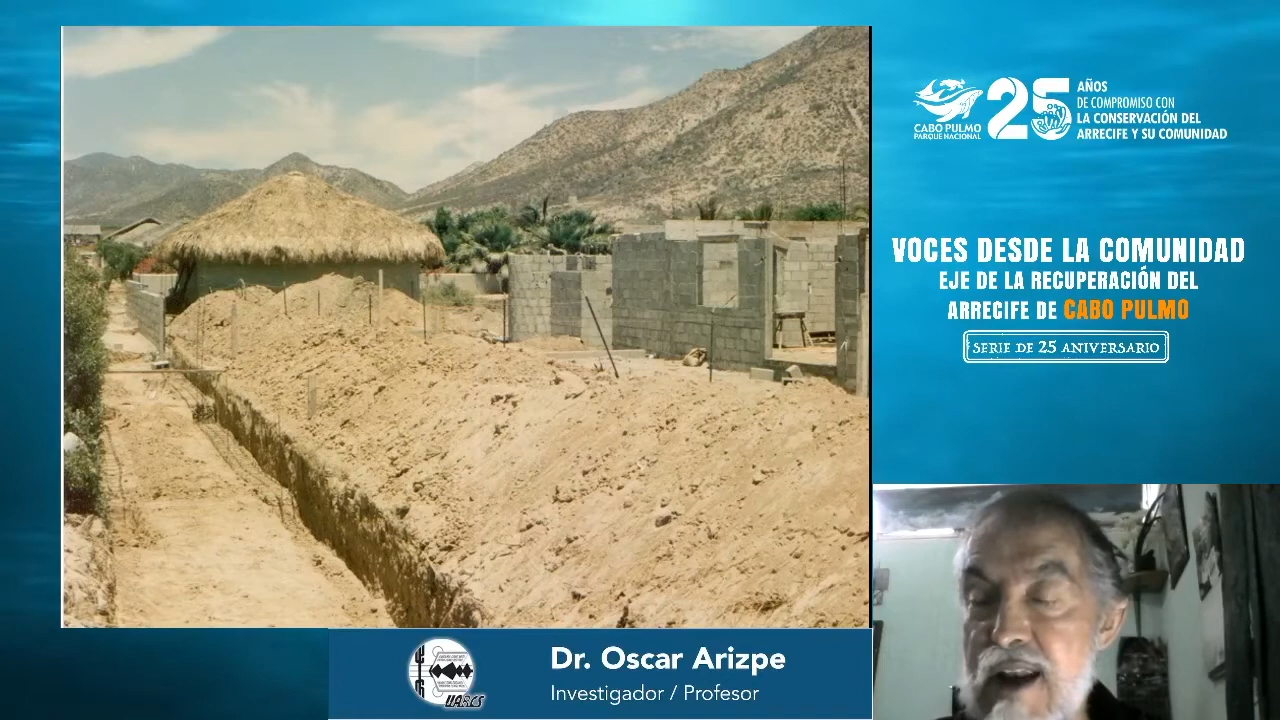 CABO PULMO
PARQUE NACIONAL
25
AÑOS
DE COMPROMISO CON
LA CONSERVACIÓN DEL
ARRECIFE Y SU COMUNIDAD
VOCES DESDE LA COMUNIDAD
EJE DE LA RECUPERACIÓN DEL
ARRECIFE DE CABO PULMO
SERIE DE 25 ANIVERSARIO
UARCS
Dr. Oscar Arizpe
Investigador / Profesor